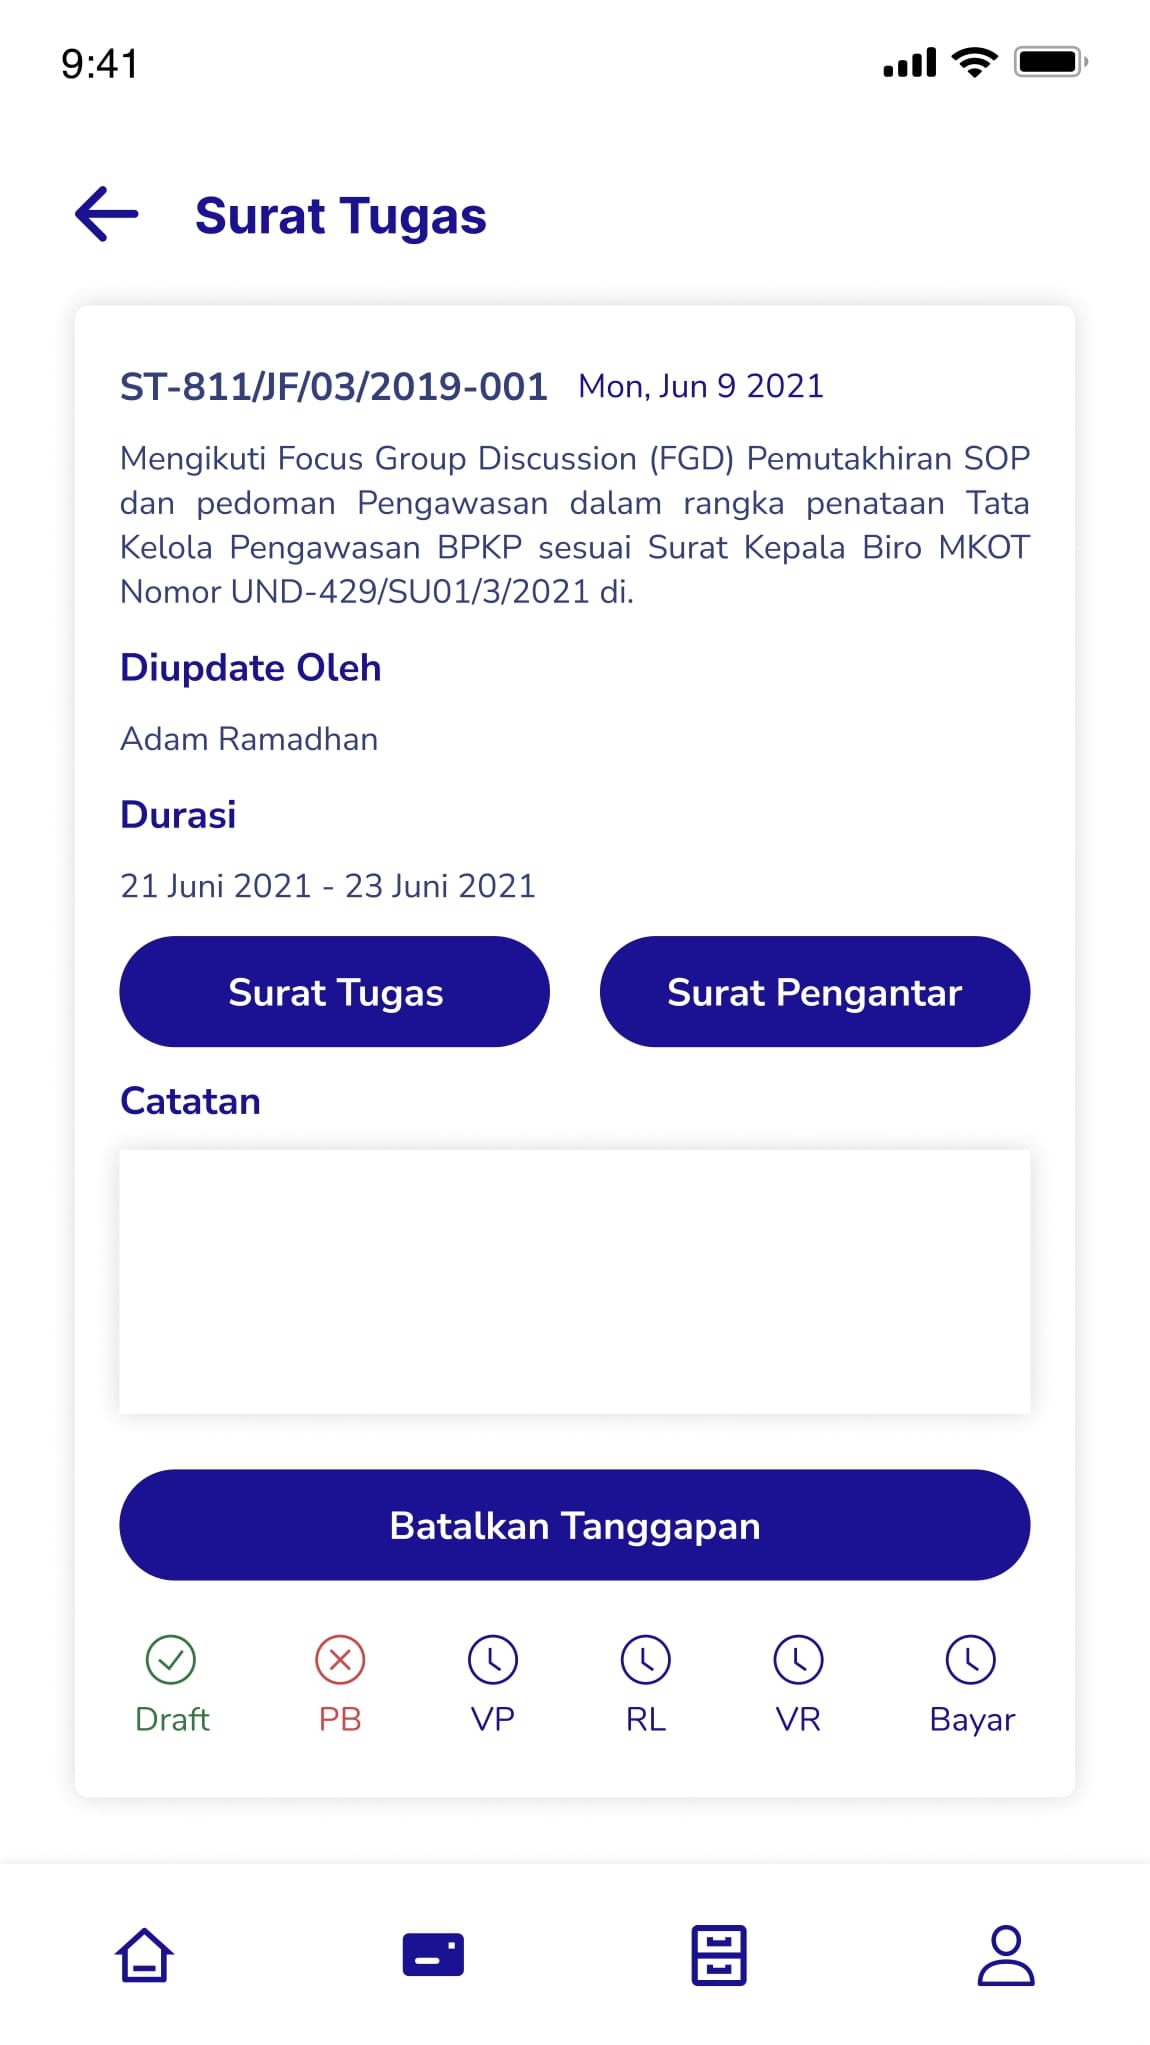 9:41
Surat Tugas
ST-811/JF/03/2019-001 Mon, Jun 9 2021
Mengikuti Focus Group Discussion (FGD) Pemutakhiran SOP
dan pedoman Pengawasan dalam rangka penataan Tata
Kelola Pengawasan BPKP sesuai Surat Kepala Biro MKOT
Nomor UND-429/SU01/3/2021 di.
Diupdate Oleh
Adam Ramadhan
Durasi
21 Juni 2021 - 23 Juni 2021
Surat Tugas Surat Pengantar
Catatan
Batalkan Tanggapan
Draft PB VP RL VR Bayar